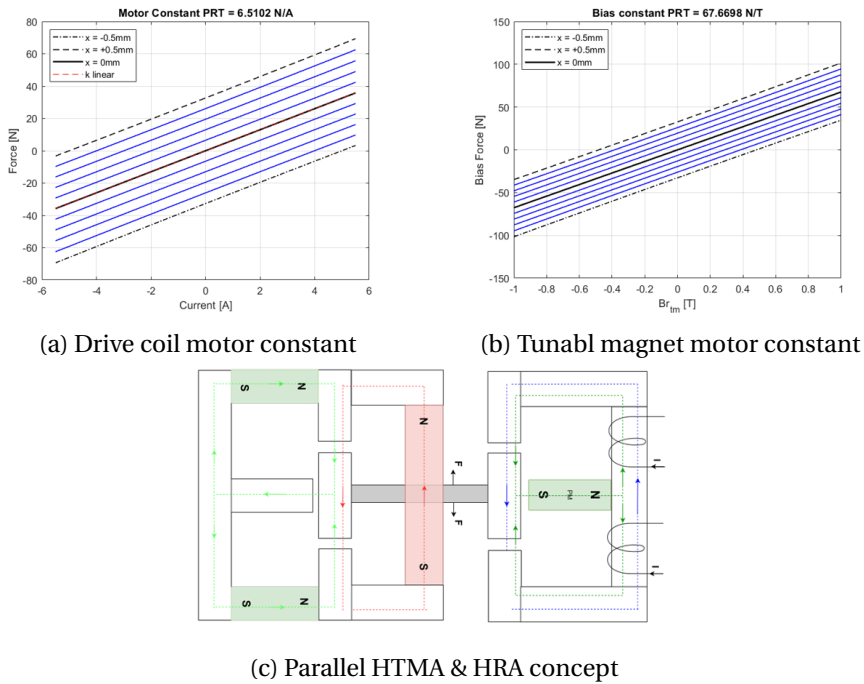 Motor Constant PRT = 6.5102 N/A
80
60
40
20
0
-20
-40
-60
-80
Force [N]
x = -0.5mm
x = +0.5mm
x = 0mm
k linear
-6 -4 -2 0 2 4 6
Current [A]
(a) Drive coil motor constant
Bias constant PRT = 67.6698 N/T
150
100
50
0
-50
-100
-150
Bias Force [N]
x = -0.5mm
x = +0.5mm
x = 0mm
-1 -0.8 -0.6 -0.4 -0.2 0 0.2 0.4 0.6 0.8 1
Br_tm [T]
(b) Tunabl magnet motor constant
S N
N
F
F
S
S PM N
I
I
S N
(c) Parallel HTMA & HRA concept